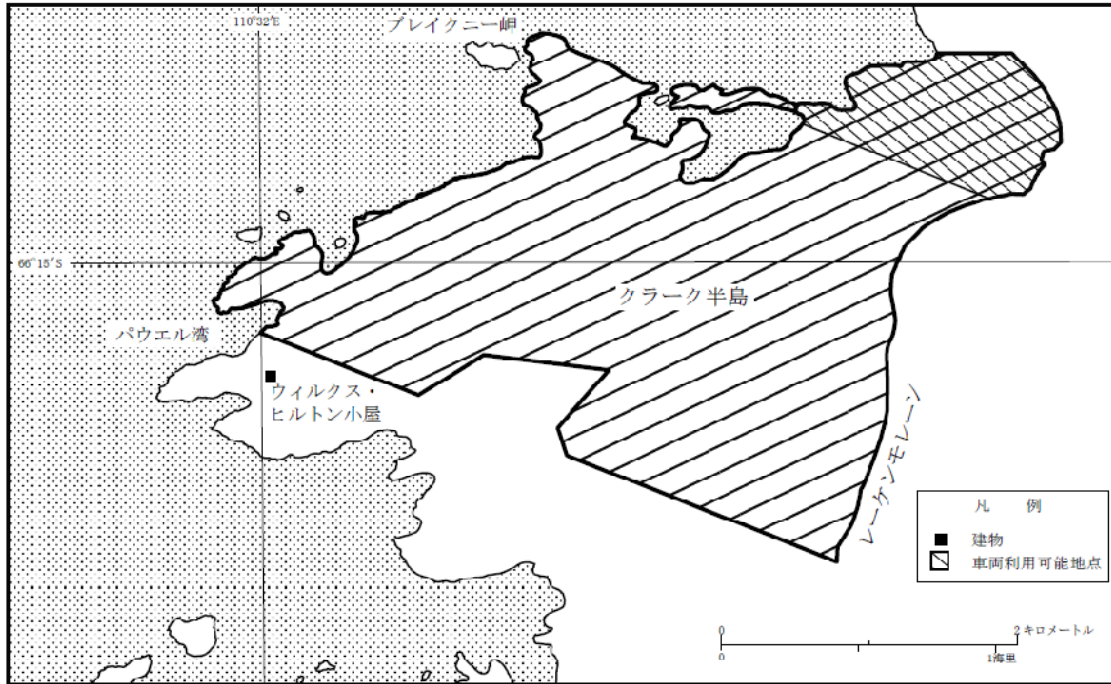 110°32′E
ブレイクニー岬
66°15′S
クラーク半島
パウエル湾
ウィルクス・
ヒルトン小屋
レーケンモレーン
凡 例
建物
車両利用可能地点
0 2 キロメートル
0 1海里